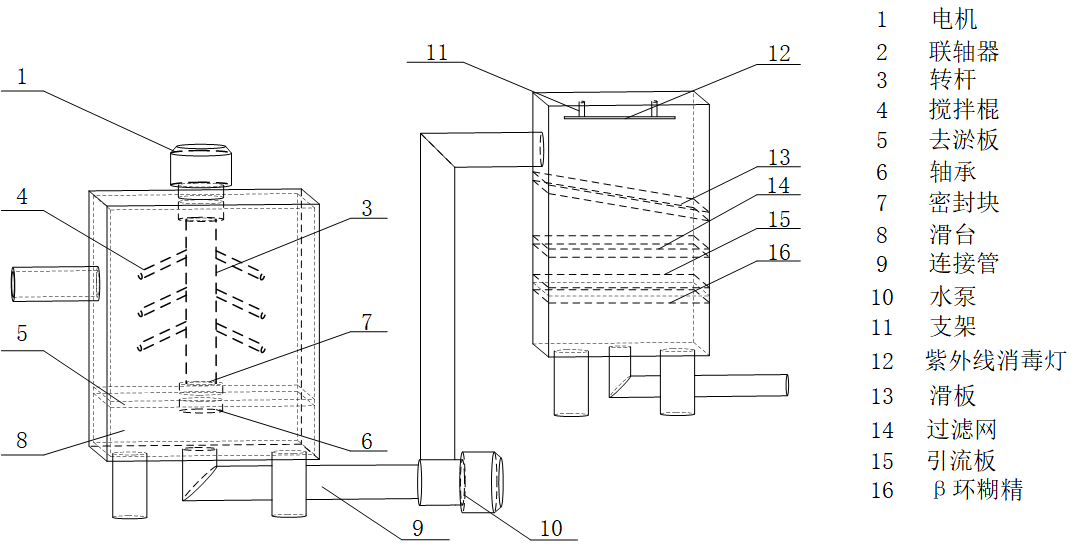 1 电机
2 联轴器
3 转杆
4 搅拌棍
5 去淤板
6 轴承
7 密封块
8 滑台
9 连接管
10 水泵
11 支架
12 紫外线消毒灯
13 滑板
14 过滤网
15 引流板
16 β环糊精
11
12
1
13
14
4
3
15
16
5
7
8
6
9
10